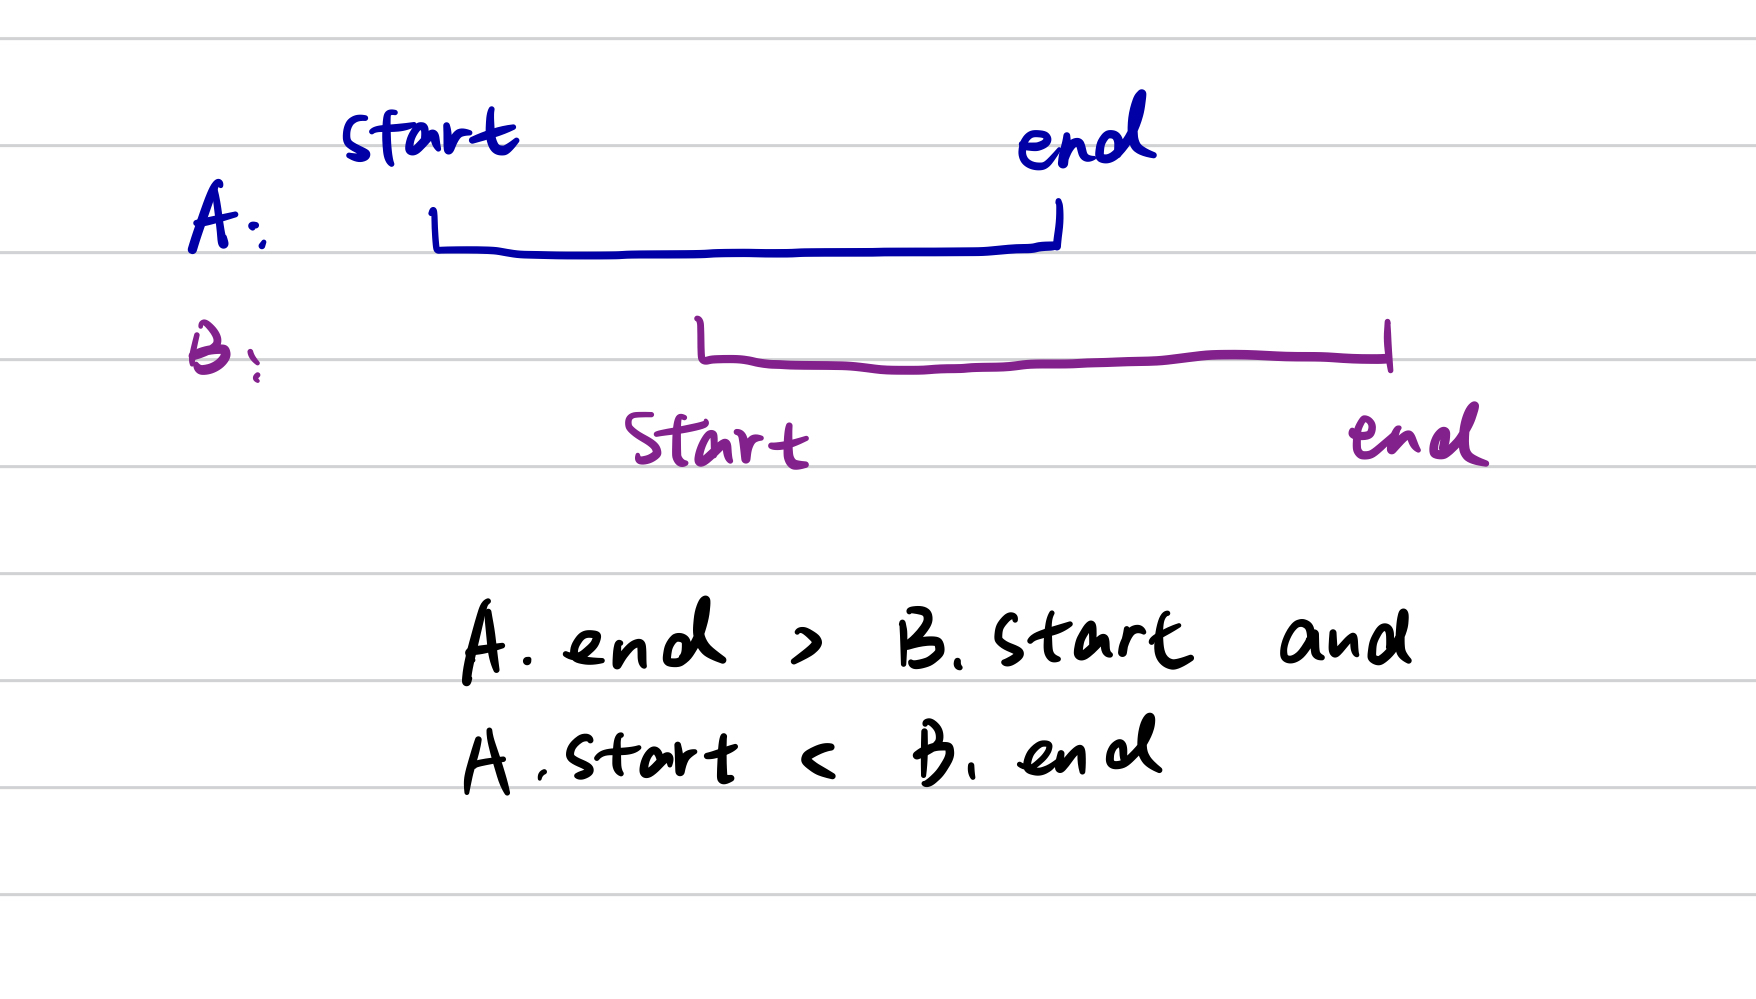 start end
A:
B:
Start end
A. end > B. start and
A. start < B. end